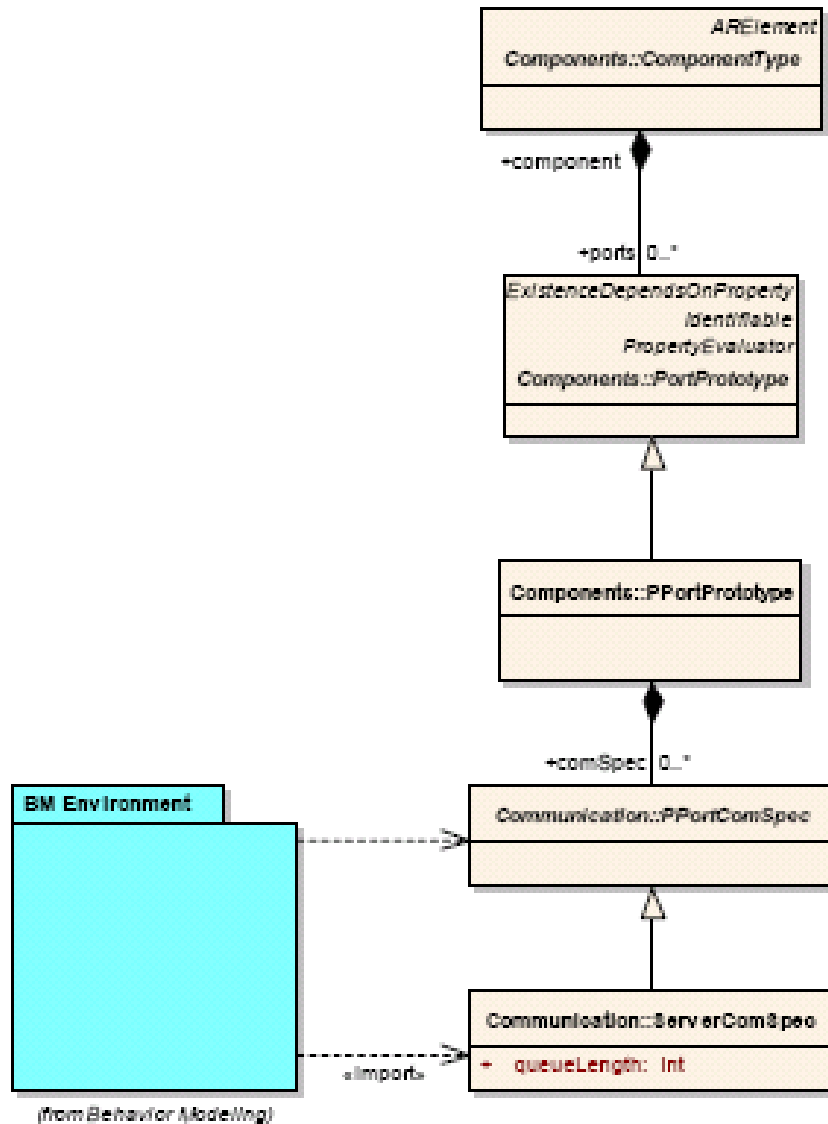 ARElement
Components::ComponentType
+component
+ports 0..*
ExistenceDependsOnProperty
Identifiable
PropertyEvaluator
Components::PortPrototype
Components::PPortPrototype
+comSpec 0..*
BM Environment
Communication::PPortComSpec
Communication::ServerComSpec
+ queueLength: int
«import»
(from Behavior Modeling)